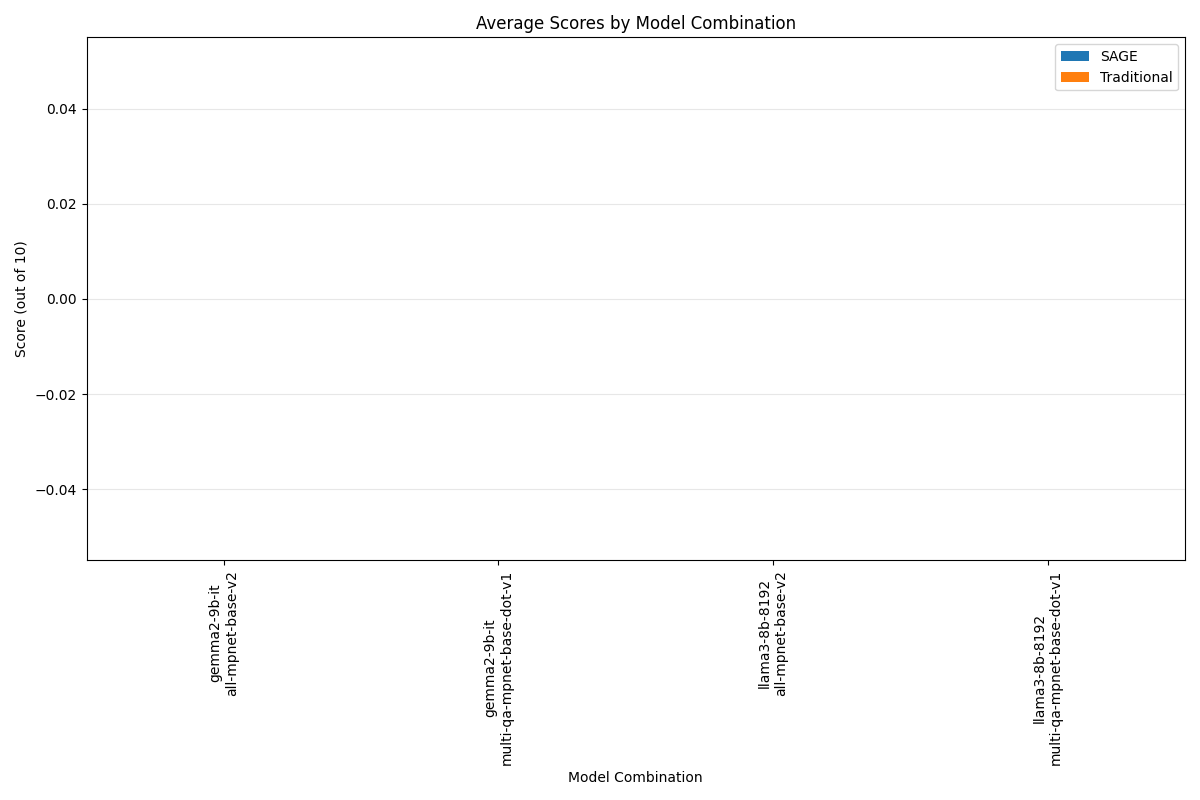 Average Scores by Model Combination
SAGE
Traditional
Score (out of 10)
0.04
0.02
0.00
−0.02
−0.04
gemma2-9b-it
all-mpnet-base-v2
gemma2-9b-it
multi-qa-mpnet-base-dot-v1
llama3-8b-8192
all-mpnet-base-v2
llama3-8b-8192
multi-qa-mpnet-base-dot-v1
Model Combination